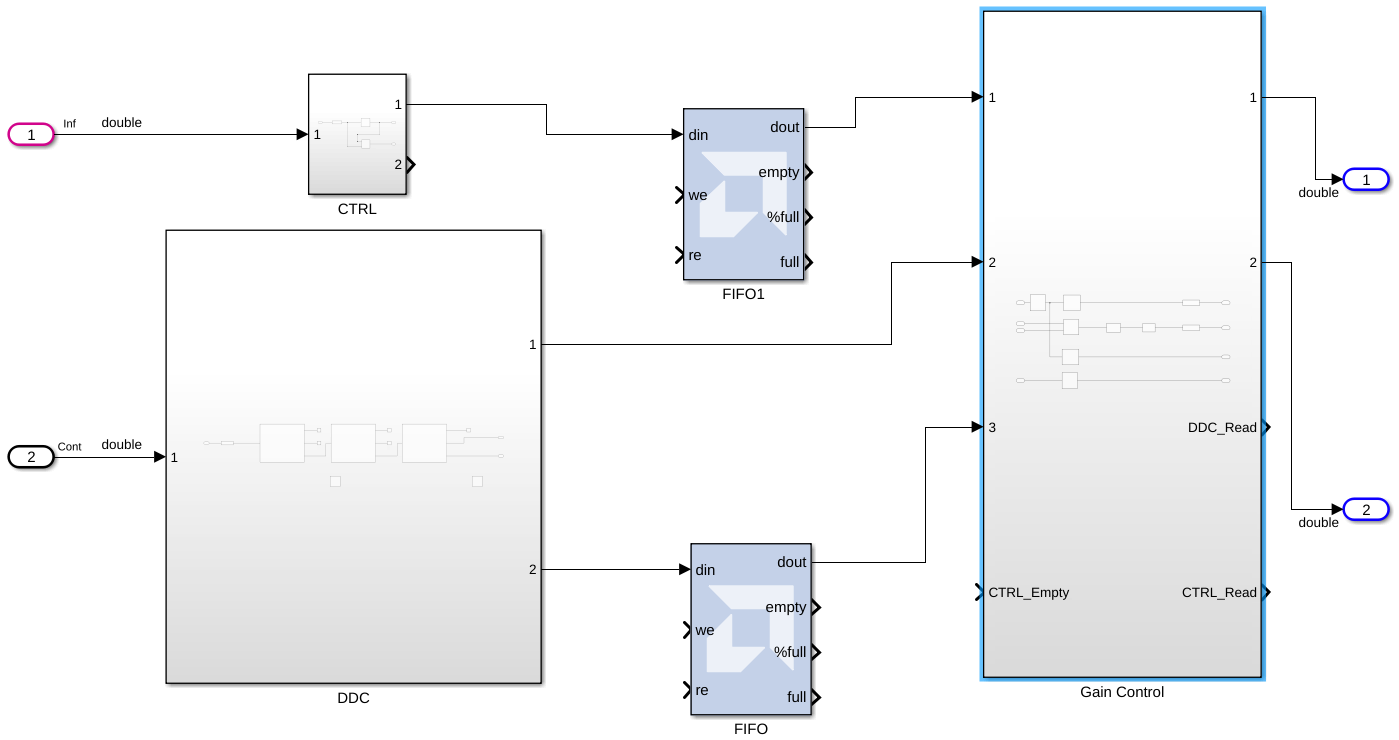 1
Inf
double
1
1
2
CTRL
din
we
re
dout
empty
%full
full
FIFO1
2
Cont
double
1
1
2
DDC
din
we
re
dout
empty
%full
full
FIFO
1
2
3
CTRL_Empty
1
2
DDC_Read
CTRL_Read
Gain Control
1
double
2
double